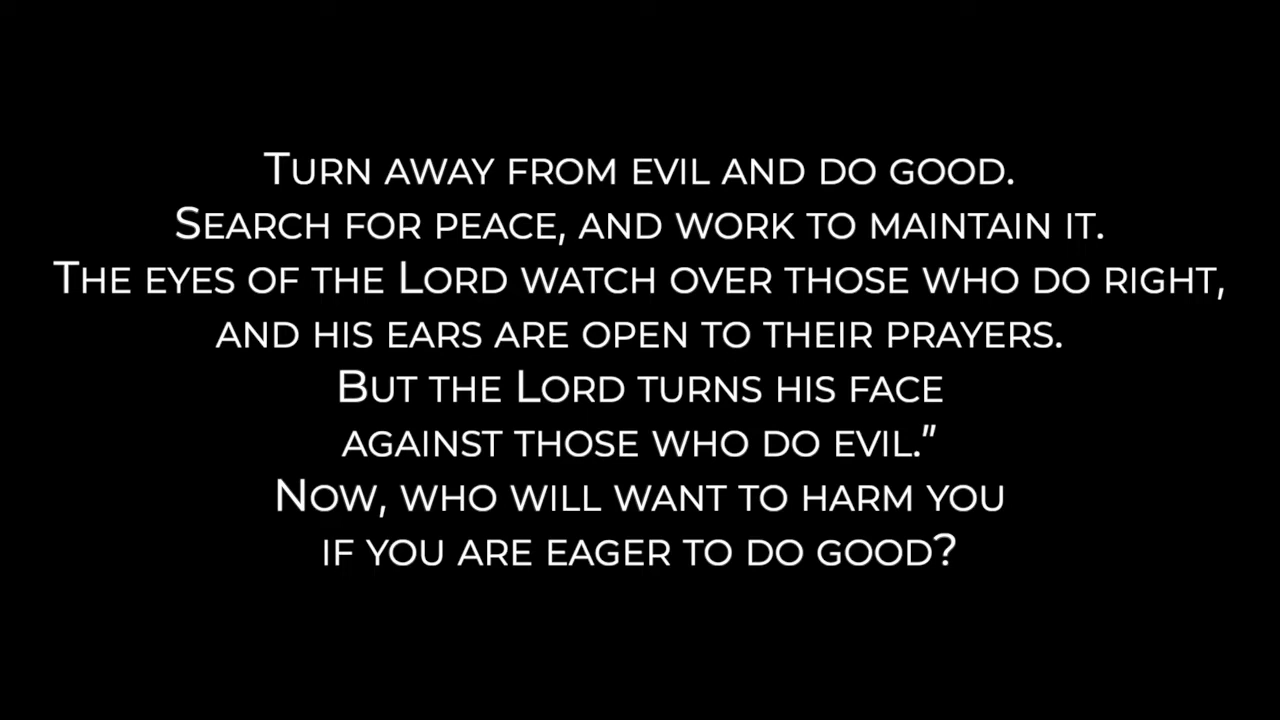 Turn away from evil and do good.
Search for peace, and work to maintain it.
The eyes of the Lord watch over those who do right,
and his ears are open to their prayers.
But the Lord turns his face
against those who do evil.”
Now, who will want to harm you
if you are eager to do good?